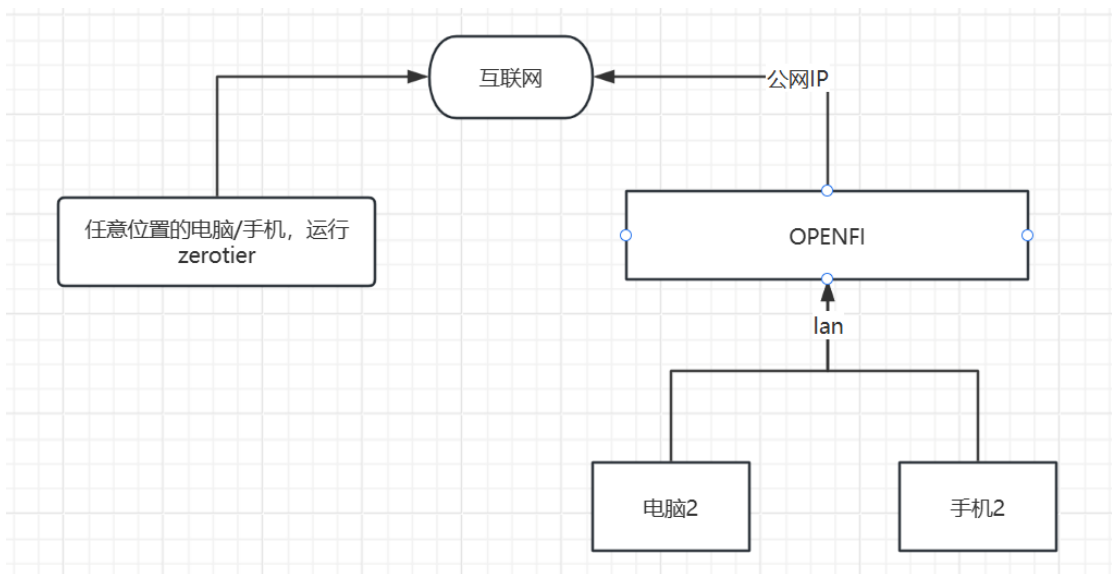 互联网
公网IP
任意位置的电脑/手机，运行
zerotier
OPENFI
lan
电脑2
手机2